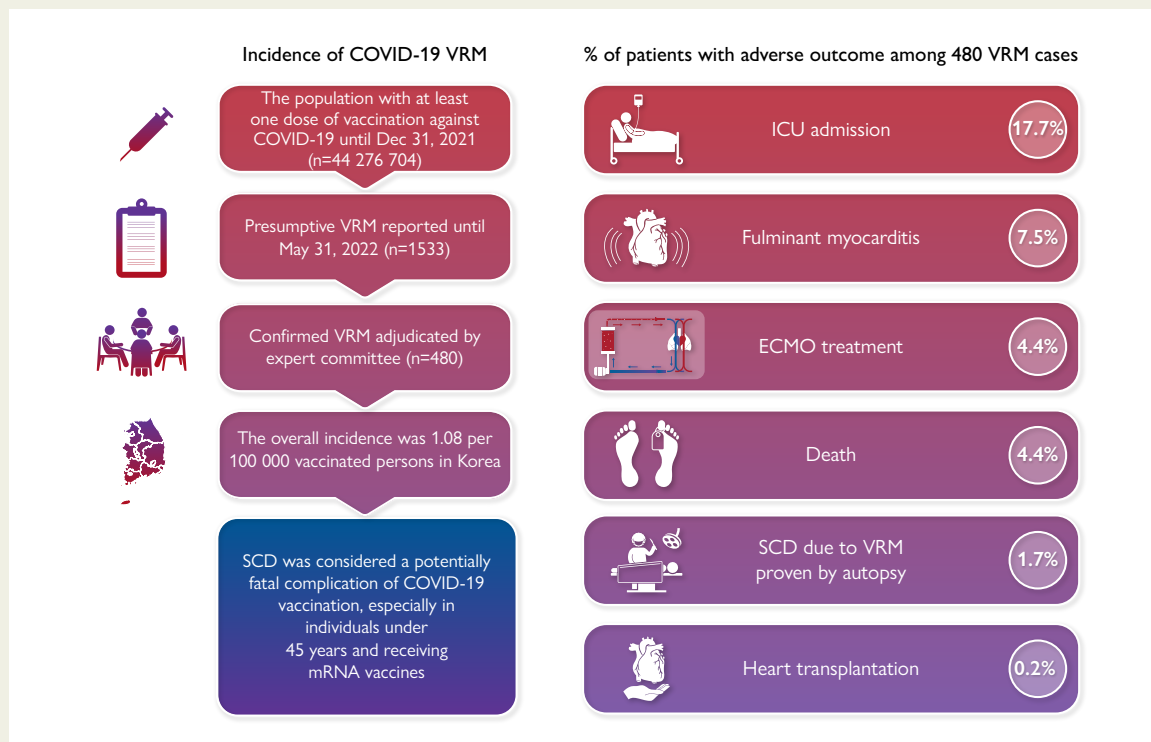 Incidence of COVID-19 VRM
The population with at least
one dose of vaccination against
COVID-19 until Dec 31, 2021
(n=44 276 704)
Presumptive VRM reported until
May 31, 2022 (n=1533)
Confirmed VRM adjudicated by
expert committee (n=480)
The overall incidence was 1.08 per
100 000 vaccinated persons in Korea
SCD was considered a potentially
fatal complication of COVID-19
vaccination, especially in
individuals under
45 years and receiving
mRNA vaccines
% of patients with adverse outcome among 480 VRM cases
ICU admission
17.7%
Fulminant myocarditis
7.5%
ECMO treatment
4.4%
Death
4.4%
SCD due to VRM
proven by autopsy
1.7%
Heart transplantation
0.2%